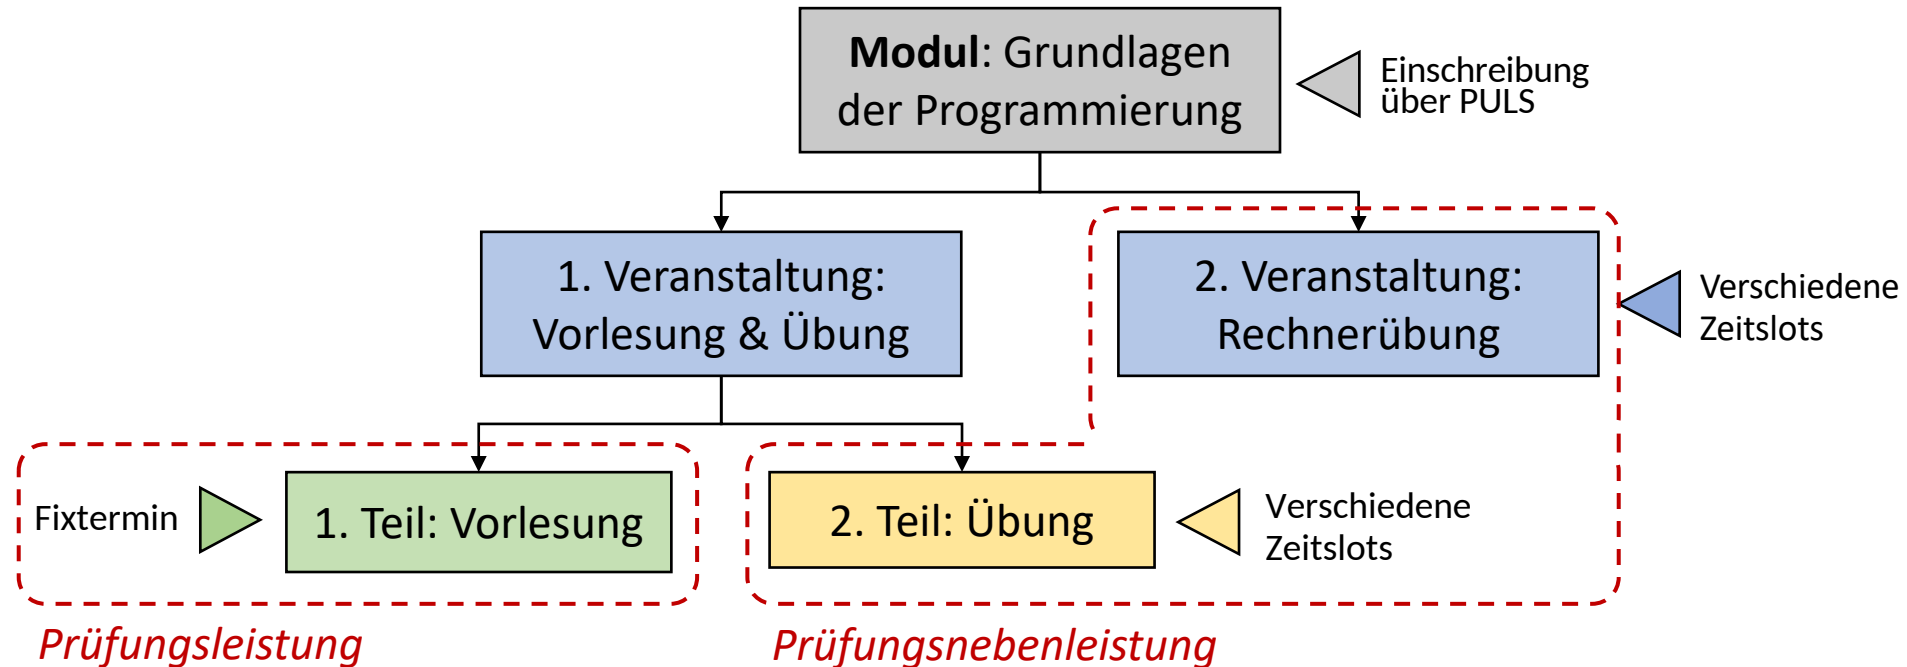 Modul: Grundlagen
der Programmierung
Einschreibung
über PULS
1. Veranstaltung:
Vorlesung & Übung
2. Veranstaltung:
Rechnerübung
Verschiedene
Zeitslots
Fixtermin
1. Teil: Vorlesung
2. Teil: Übung
Verschiedene
Zeitslots
Prüfungsleistung
Prüfungsnebenleistung